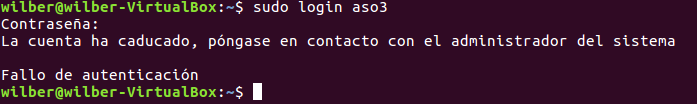 wilber@wilber-VirtualBox:~$ sudo login aso3
Contraseña:
La cuenta ha caducado, póngase en contacto con el administrador del sistema
Fallo de autenticación
wilber@wilber-VirtualBox:~$